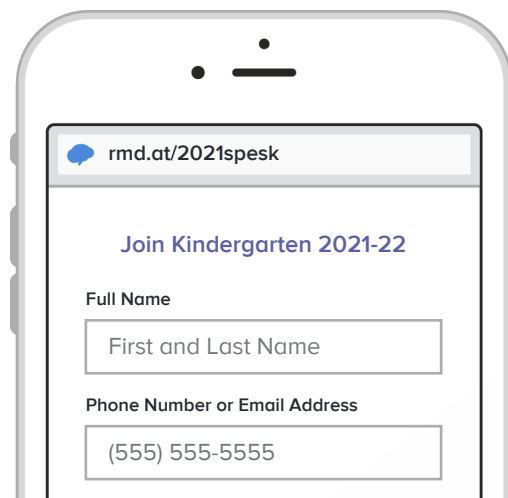 rmd.at/2021spesk
Join Kindergarten 2021-22
Full Name
First and Last Name
Phone Number or Email Address
(555) 555-5555